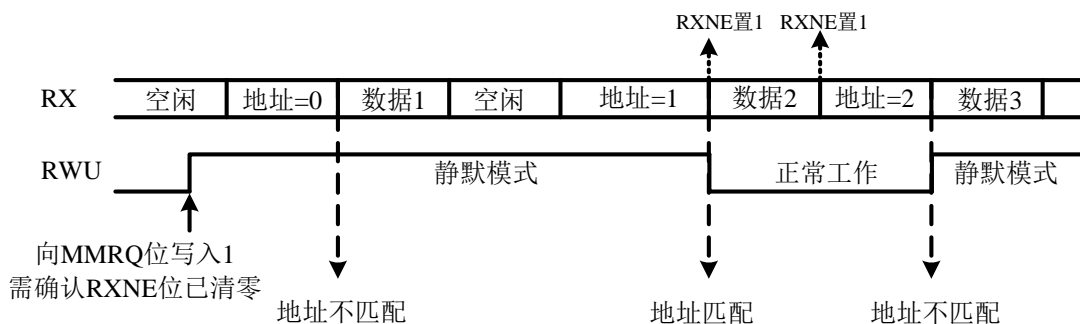 RXNE置1 RXNE置1
RX 空闲 地址=0 数据1 空闲 地址=1 数据2 地址=2 数据3
RWU 静默模式 正常工作 静默模式
向MMRQ位写入1
需确认RXNE位已清零
地址不匹配 地址匹配 地址不匹配